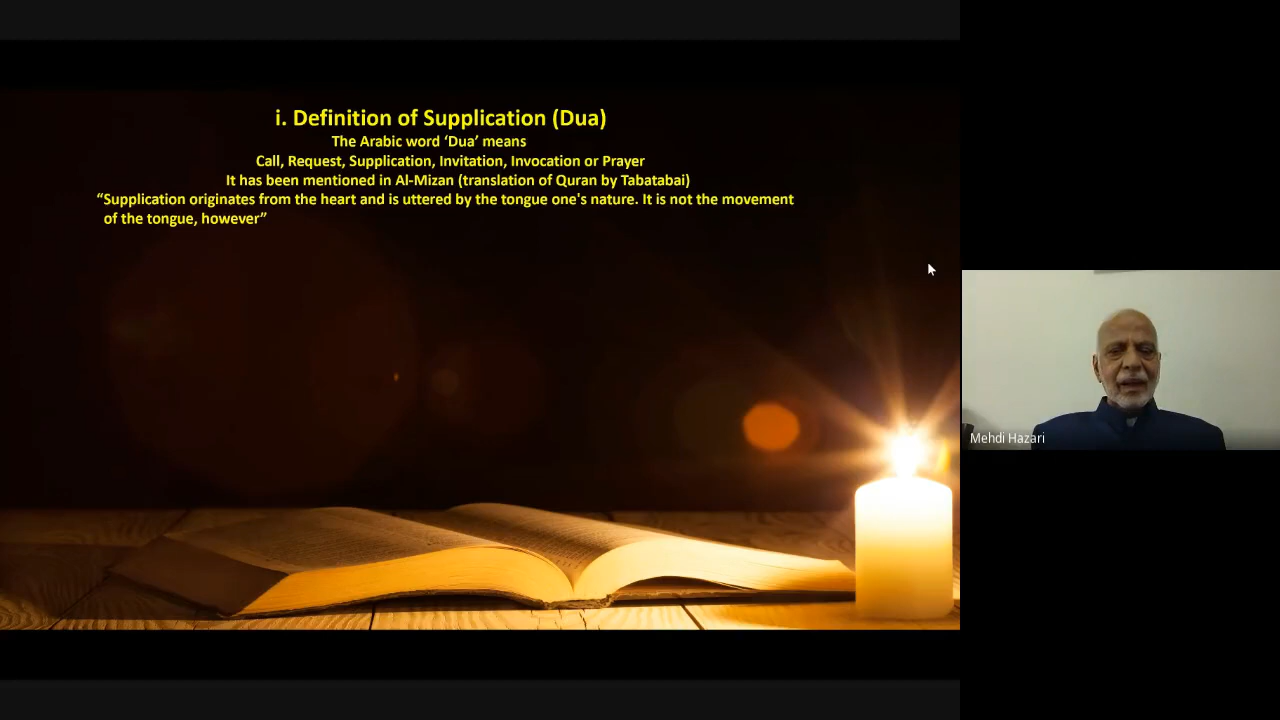 i. Definition of Supplication (Dua)
The Arabic word ‘Dua’ means
Call, Request, Supplication, Invitation, Invocation or Prayer
It has been mentioned in Al-Mizan (translation of Quran by Tabatabai)
“Supplication originates from the heart and is uttered by the tongue one's nature. It is not the movement
of the tongue, however”
Mehdi Hazari